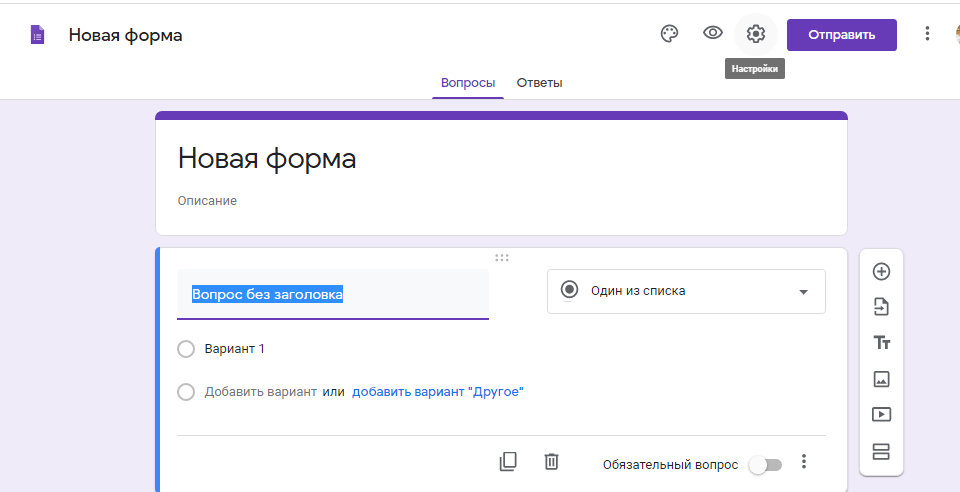 Новая форма
Отправить
Настройки
Вопросы Ответы
Новая форма
Описание
Вопрос без заголовка
Один из списка
Вариант 1
Добавить вариант или добавить вариант "Другое"
Обязательный вопрос
Тт